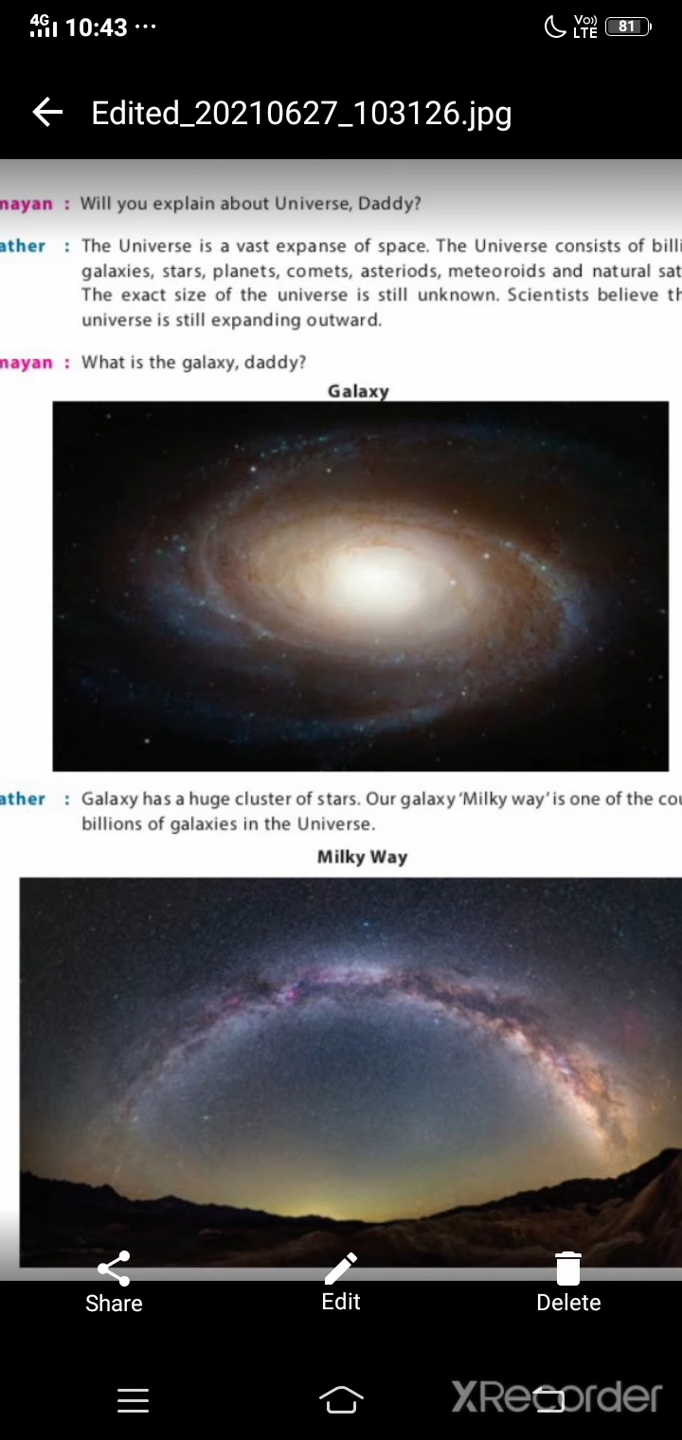 4G 10:43 ... Vo)) LTE 81
Edited_20210627_103126.jpg
mayan : Will you explain about Universe, Daddy?
ather : The Universe is a vast expanse of space. The Universe consists of billi
galaxies, stars, planets, comets, asteriods, meteoroids and natural sat
The exact size of the universe is still unknown. Scientists believe th
universe is still expanding outward.
mayan : What is the galaxy, daddy?
Galaxy
ather : Galaxy has a huge cluster of stars. Our galaxy 'Milky way' is one of the cou
billions of galaxies in the Universe.
Milky Way
Share Edit Delete
XRecorder